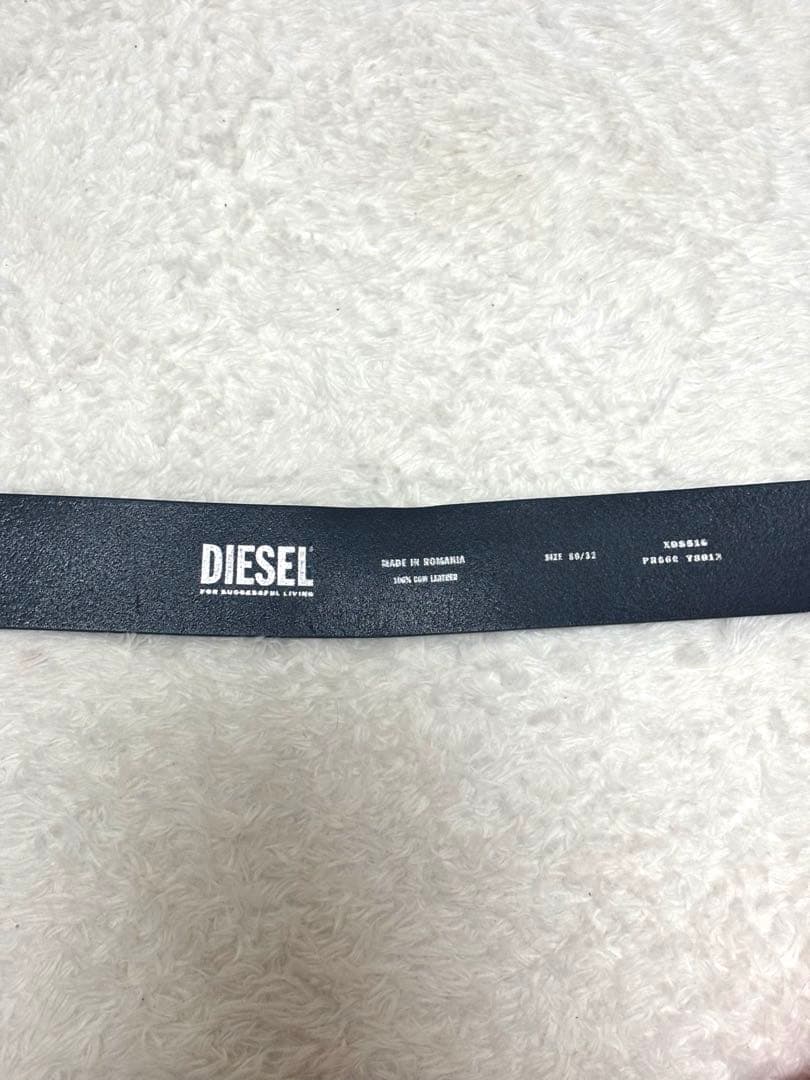 DIESEL
FOR SUCCESSFUL LIVING
MADE IN ROMANIA
100% COW LEATHER
SIZE 80/32